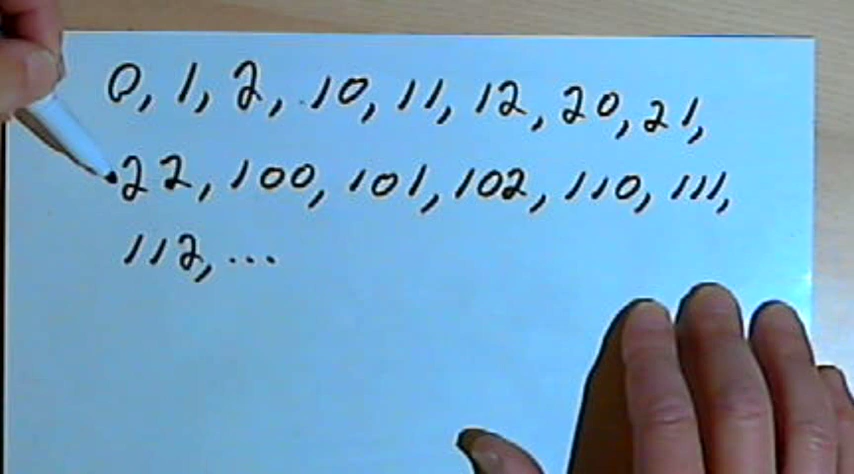 0, 1, 2, 10, 11, 12, 20, 21,
22, 100, 101, 102, 110, 111,
112, ...